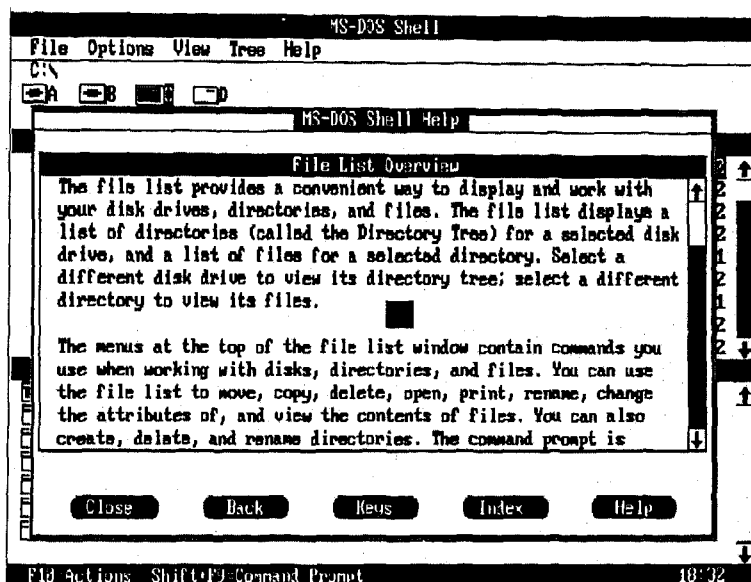 MS-DOS Shell
File Options View Tree Help
C:\
A B D
MS-DOS Shell Help
File List Overview
The file list provides a convenient way to display and work with
your disk drives, directories, and files. The file list displays a
list of directories (called the Directory Tree) for a selected disk
drive, and a list of files for a selected directory. Select a
different disk drive to view its directory tree; select a different
directory to view its files.
The menus at the top of the file list window contain commands you
use when working with disks, directories, and files. You can use
the file list to move, copy, delete, open, print, rename, change
the attributes of, and view the contents of files. You can also
create, delete, and rename directories. The command prompt is
Close Back Keys Index Help
F10=Actions Shift+F9=Command Prompt 18:32